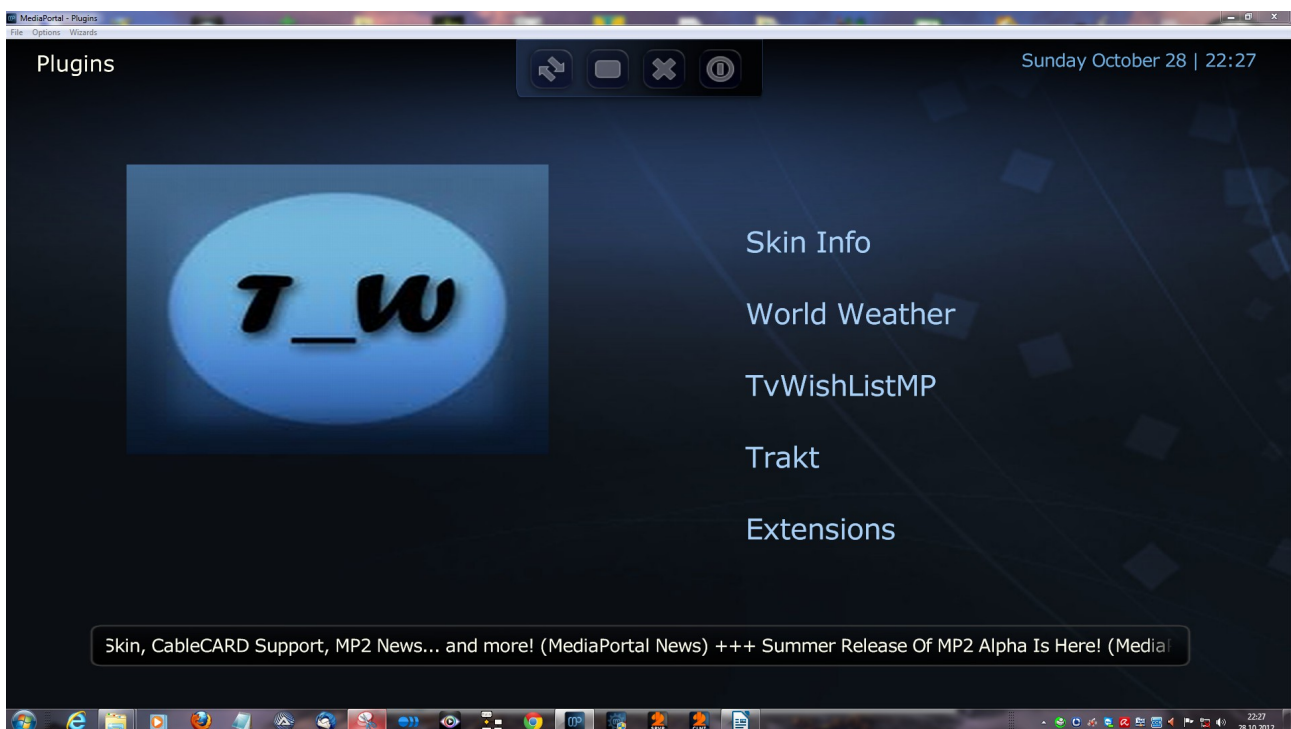 MediaPortal - Plugins
File Options Wizards
Plugins
Sunday October 28 | 22:27
T_W
Skin Info
World Weather
TvWishListMP
Trakt
Extensions
Skin, CableCARD Support, MP2 News... and more! (MediaPortal News) +++ Summer Release Of MP2 Alpha Is Here! (Media
22:27
28.10.2012